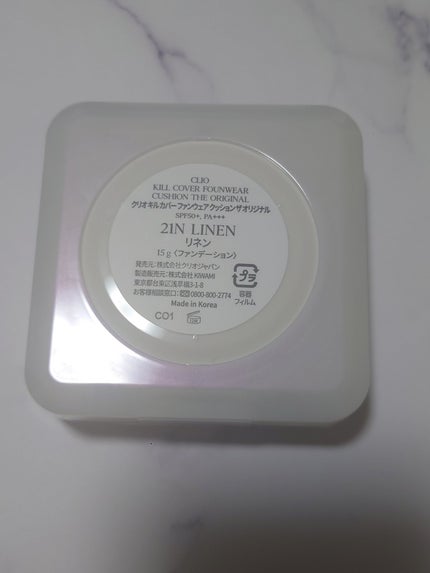 CLIO
KILL COVER FOUNWEAR
CUSHION THE ORIGINAL
クリオ キル カバー ファンウェア クッション ザ オリジナル
SPF50+, PA+++
21N LINEN
リネン
15 g 〈ファンデーション〉
発売元：株式会社クリオジャパン
製造販売元：株式会社 KIWAMI
東京都台東区浅草橋3-1-8
お客様相談窓口： 0800-800-2774
Made in Korea
プラ
容器
フィルム
CO1
12M